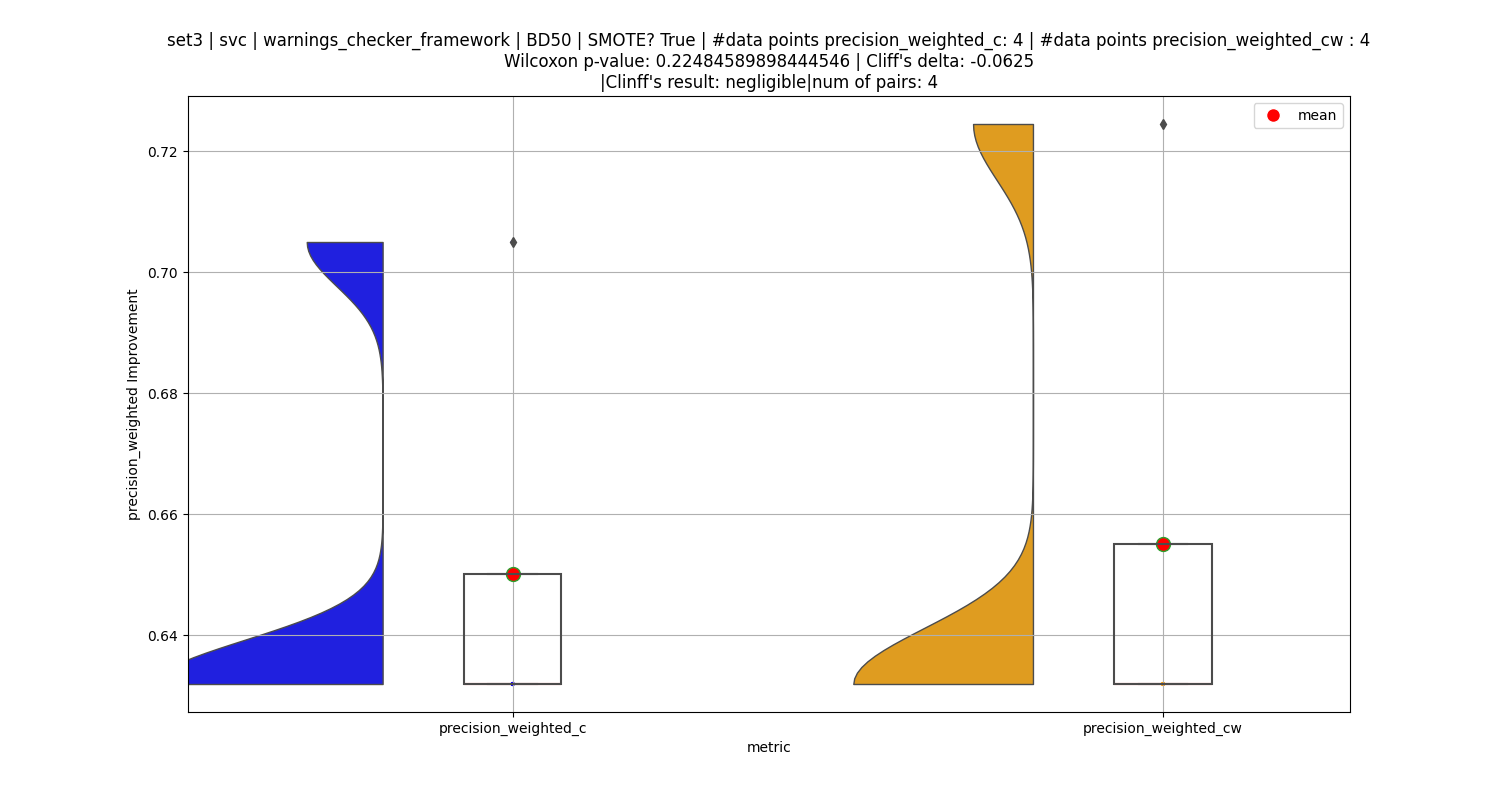 set3 | svc | warnings_checker_framework | BD50 | SMOTE? True | #data points precision_weighted_c: 4 | #data points precision_weighted_cw : 4
Wilcoxon p-value: 0.22484589898444546 | Cliff's delta: -0.0625
|Clinff's result: negligible|num of pairs: 4
mean
0.72
0.70
0.68
0.66
0.64
precision_weighted Improvement
precision_weighted_c
precision_weighted_cw
metric